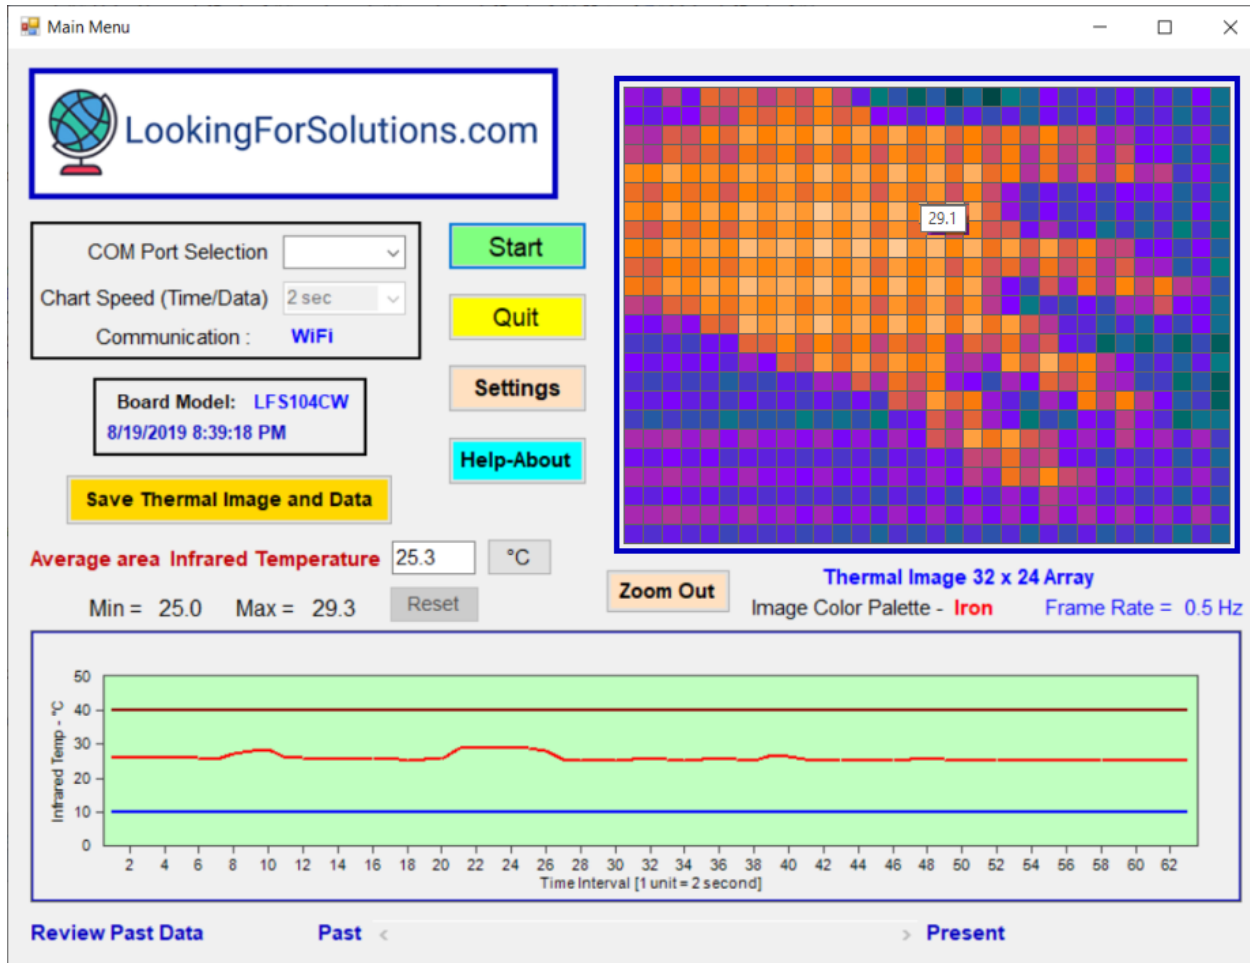 Main Menu
LookingForSolutions.com
COM Port Selection
Chart Speed (Time/Data) 2 sec
Communication : WiFi
Start
Quit
Settings
Help-About
Board Model: LFS104CW
8/19/2019 8:39:18 PM
Save Thermal Image and Data
29.1
Average area Infrared Temperature 25.3 °C
Min = 25.0 Max = 29.3 Reset
Zoom Out
Thermal Image 32 x 24 Array
Image Color Palette - Iron Frame Rate = 0.5 Hz
Infrared Temp - °C
50
40
30
20
10
0
2 4 6 8 10 12 14 16 18 20 22 24 26 28 30 32 34 36 38 40 42 44 46 48 50 52 54 56 58 60 62
Time Interval [1 unit = 2 second]
Review Past Data Past < > Present